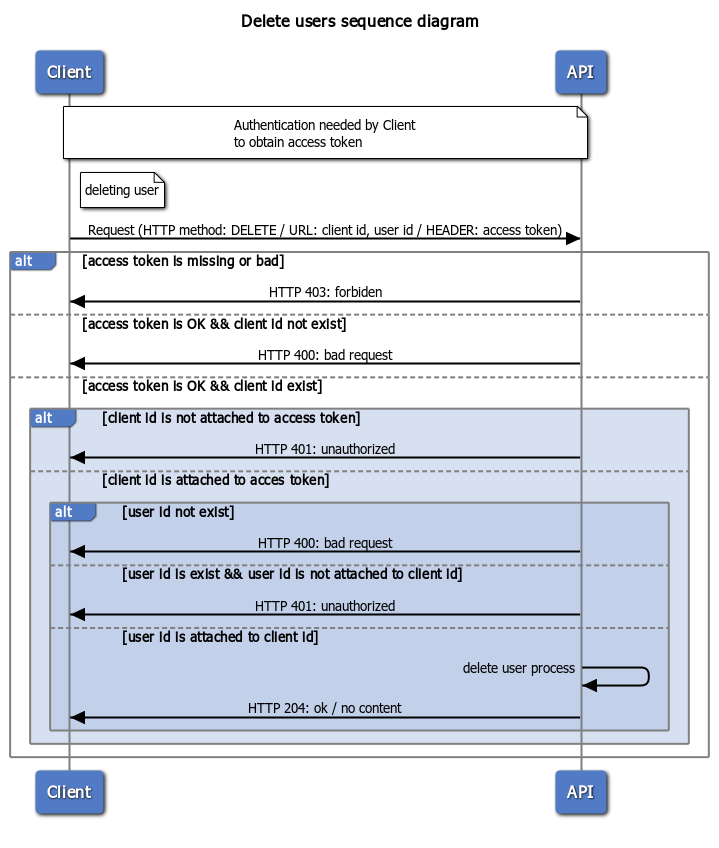 Delete users sequence diagram
Client
API
Authentication needed by Client
to obtain access token
deleting user
Request (HTTP method: DELETE / URL: client id, user id / HEADER: access token)
alt
[access token is missing or bad]
HTTP 403: forbiden
[access token is OK && client id not exist]
HTTP 400: bad request
[access token is OK && client id exist]
alt
[client id is not attached to access token]
HTTP 401: unauthorized
[client id is attached to acces token]
alt
[user id not exist]
HTTP 400: bad request
[user id is exist && user id is not attached to client id]
HTTP 401: unauthorized
[user id is attached to client id]
delete user process
HTTP 204: ok / no content
Client
API